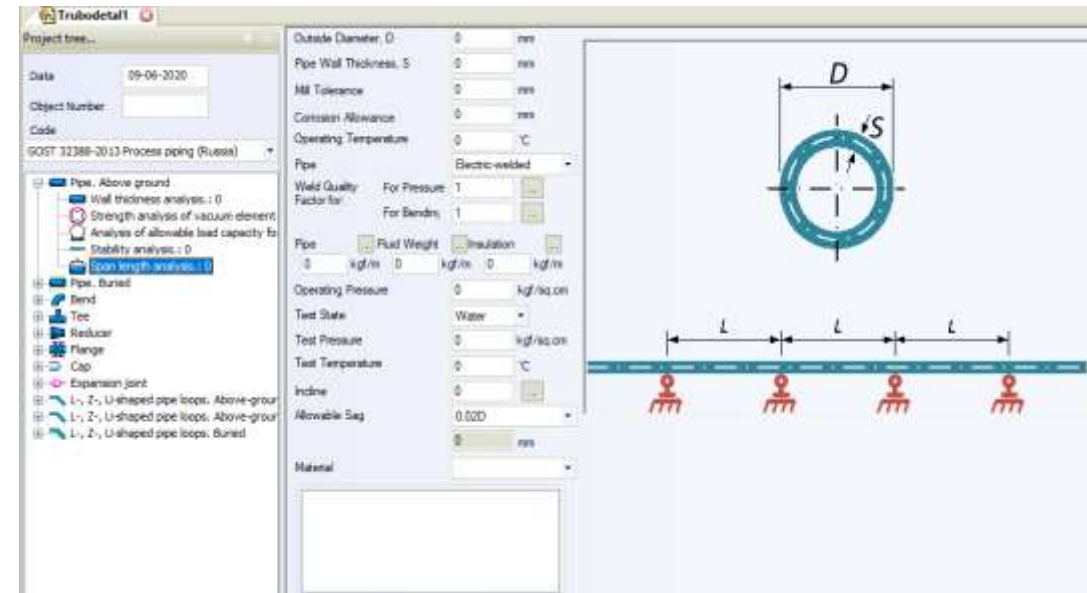 Trubodetal1
Project tree...
Data 09-06-2020
Object Number
Code
GOST 32388-2013 Process piping (Russia)
Pipe. Above ground
Wall thickness analysis.: 0
Strength analysis of vacuum element
Analysis of allowable load capacity fo
Stability analysis.: 0
Span length analysis.: 0
Pipe. Buried
Bend
Tee
Reducer
Flange
Cap
Expansion joint
L-, Z-, U-shaped pipe loops. Above-grour
L-, Z-, U-shaped pipe loops. Above-grour
L-, Z-, U-shaped pipe loops. Buried
Outside Diameter, D 0 mm
Pipe Wall Thickness, S 0 mm
Mill Tolerance 0 mm
Corrosion Allowance 0 mm
Operating Temperature 0 °C
Pipe Electric-welded
Weld Quality Factor for: For Pressure 1 ...
For Bending 1 ...
Pipe ... Fluid Weight ... Insulation ...
0 kgf/m 0 kgf/m 0 kgf/m
Operating Pressure 0 kgf/sq.cm
Test State Water
Test Pressure 0 kgf/sq.cm
Test Temperature 0 °C
Incline 0 ...
Allowable Sag 0.02D
0 mm
Material
D
S
L L L